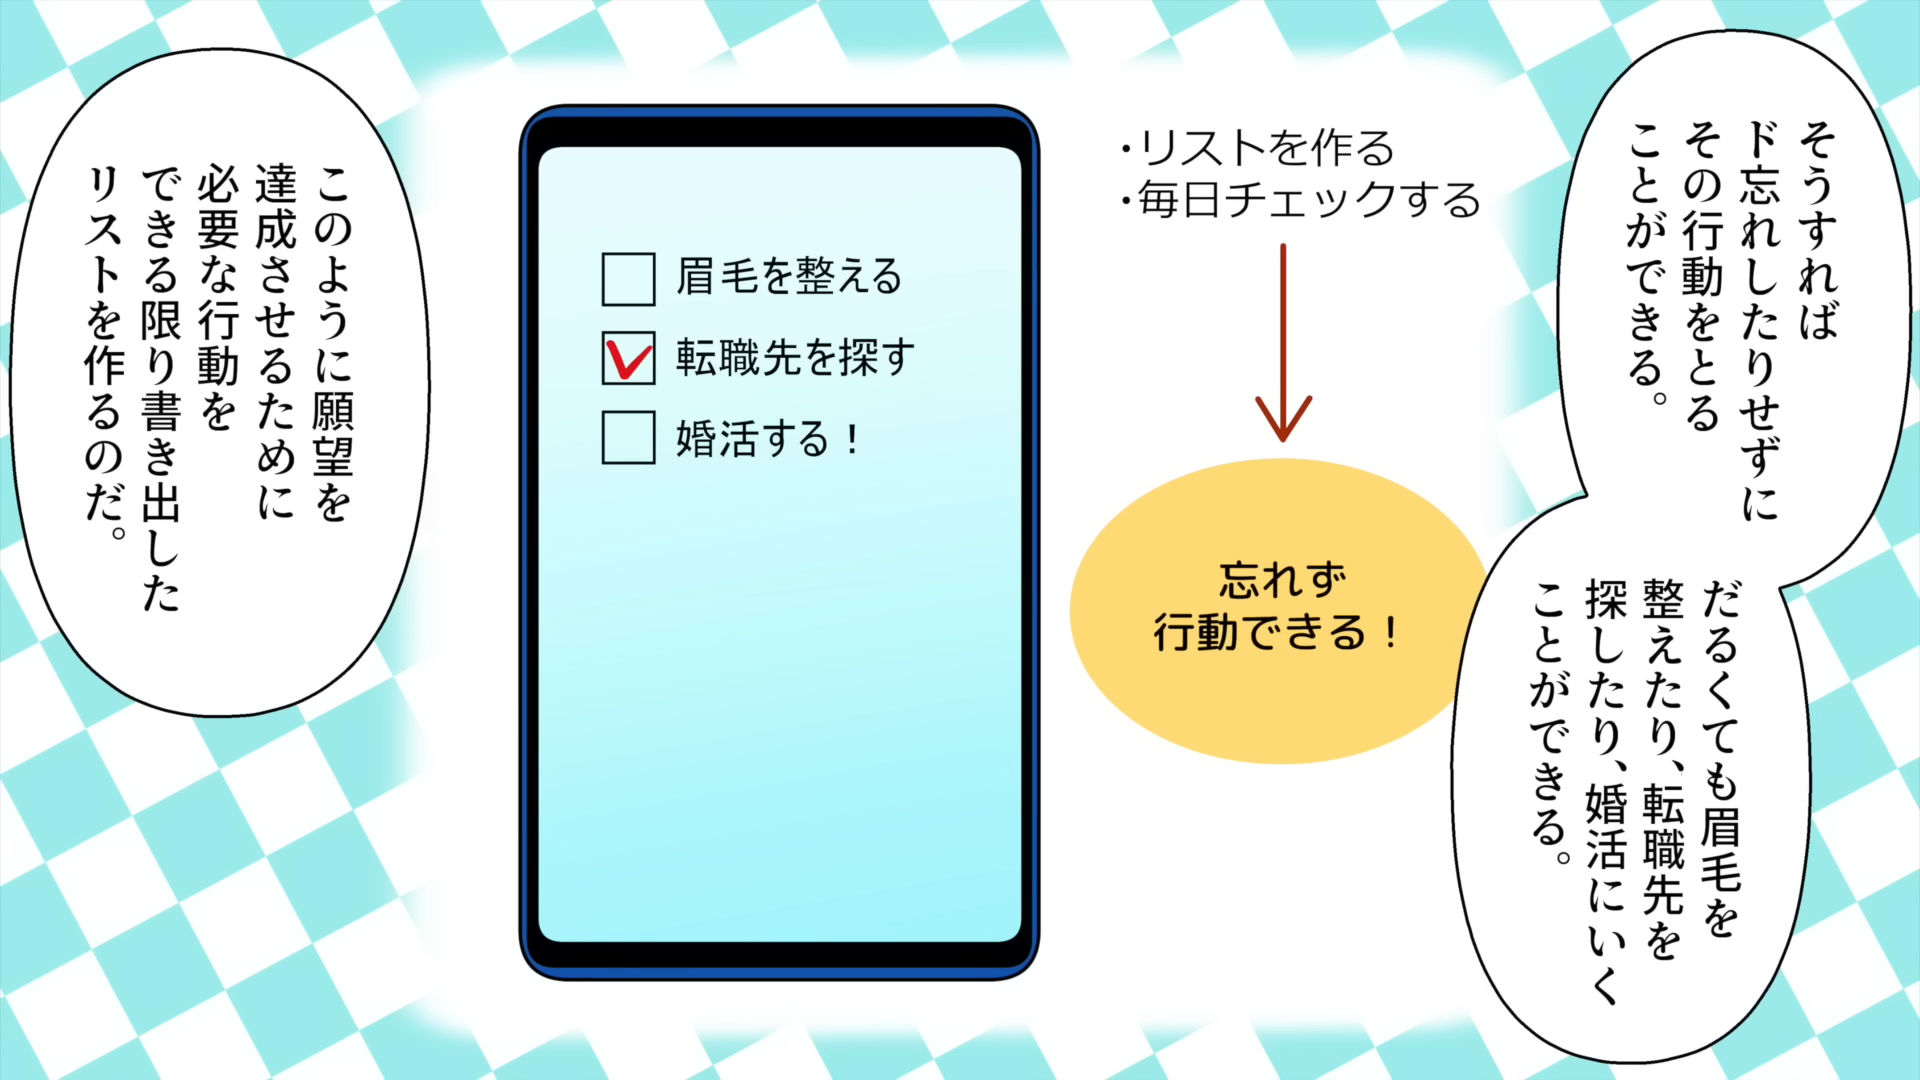 そうすれば
ド忘れしたりせずに
その行動をとる
ことができる。
だるくても眉毛を
整えたり、転職先を
探したり、婚活にいく
ことができる。
・リストを作る
・毎日チェックする
忘れず
行動できる！
眉毛を整える
転職先を探す
婚活する！
このように願望を
達成させるために
必要な行動を
できる限り書き出した
リストを作るのだ。